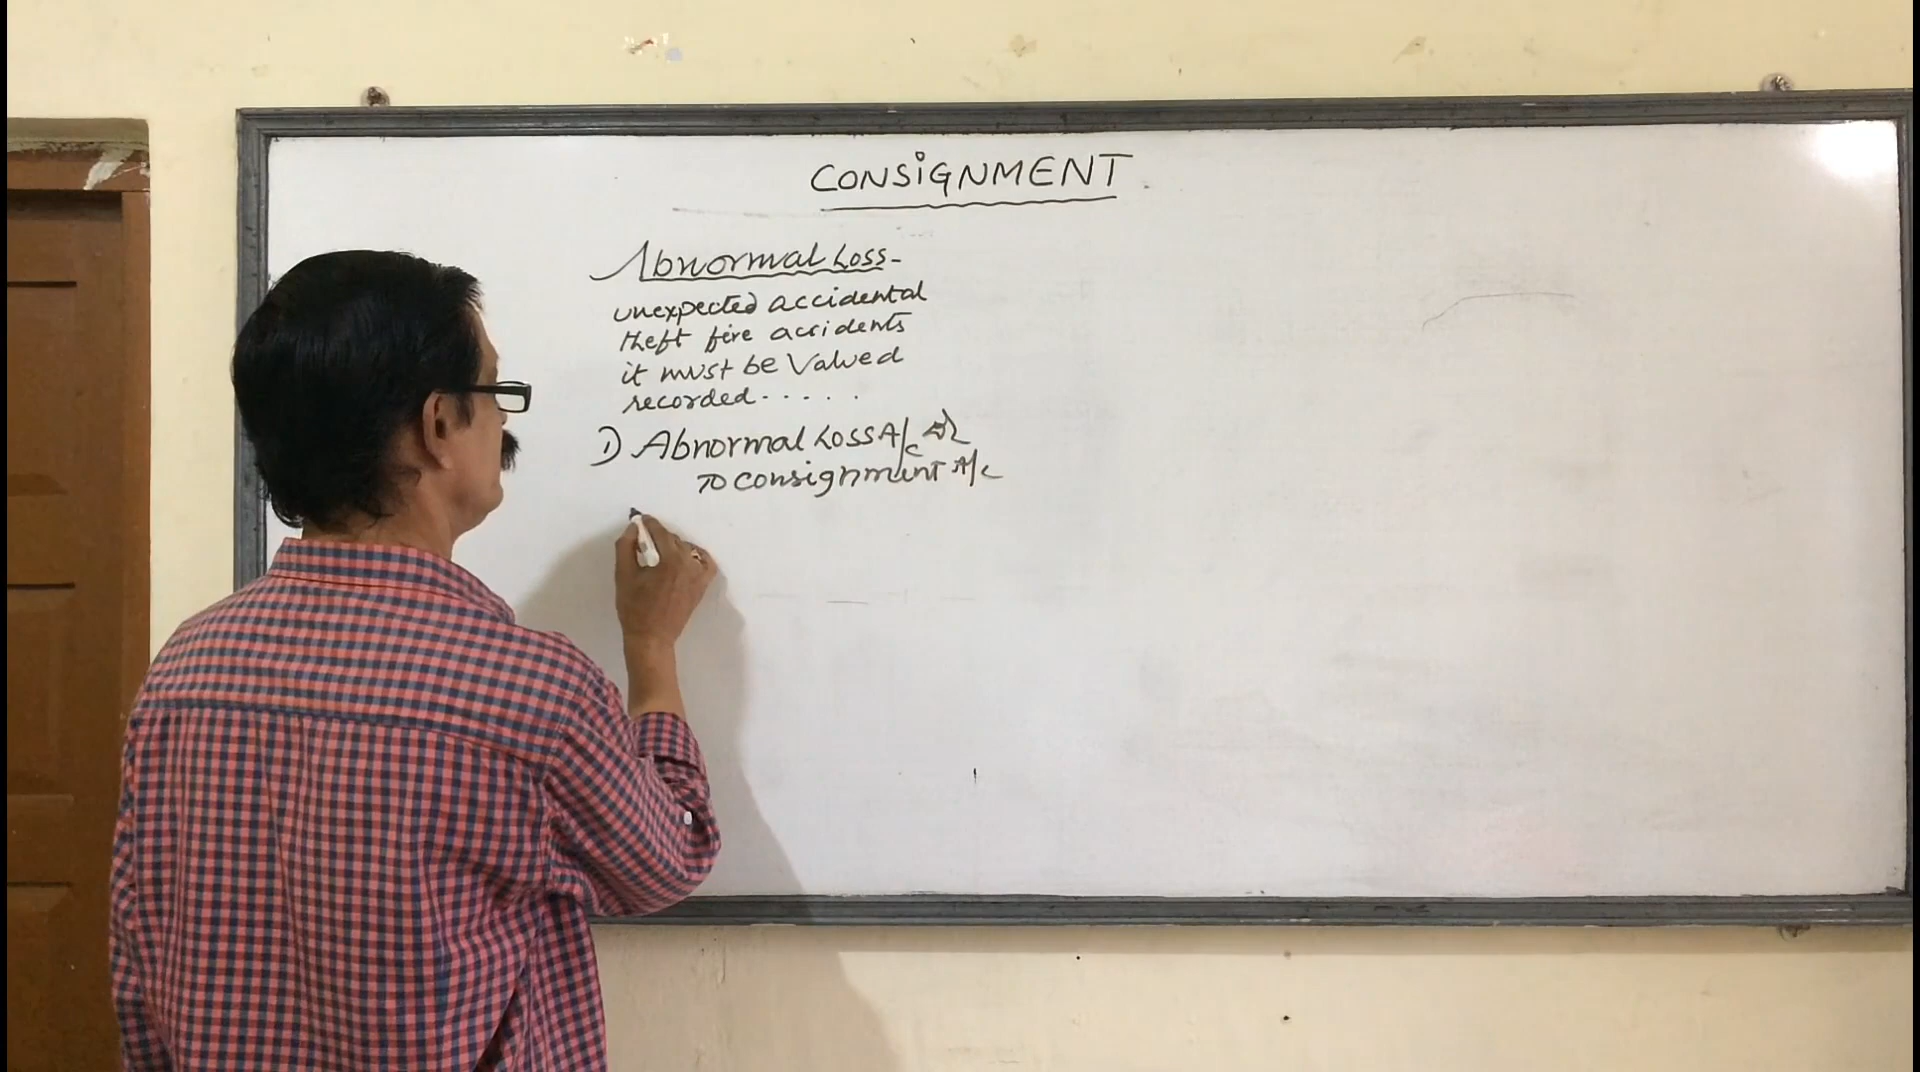 CONSiGNMENT
Abnormal Loss-
unexpected accidental
theft fire accidents
it must be Valued
recorded.....
1) Abnormal Loss A/c Dr
To consignment A/c